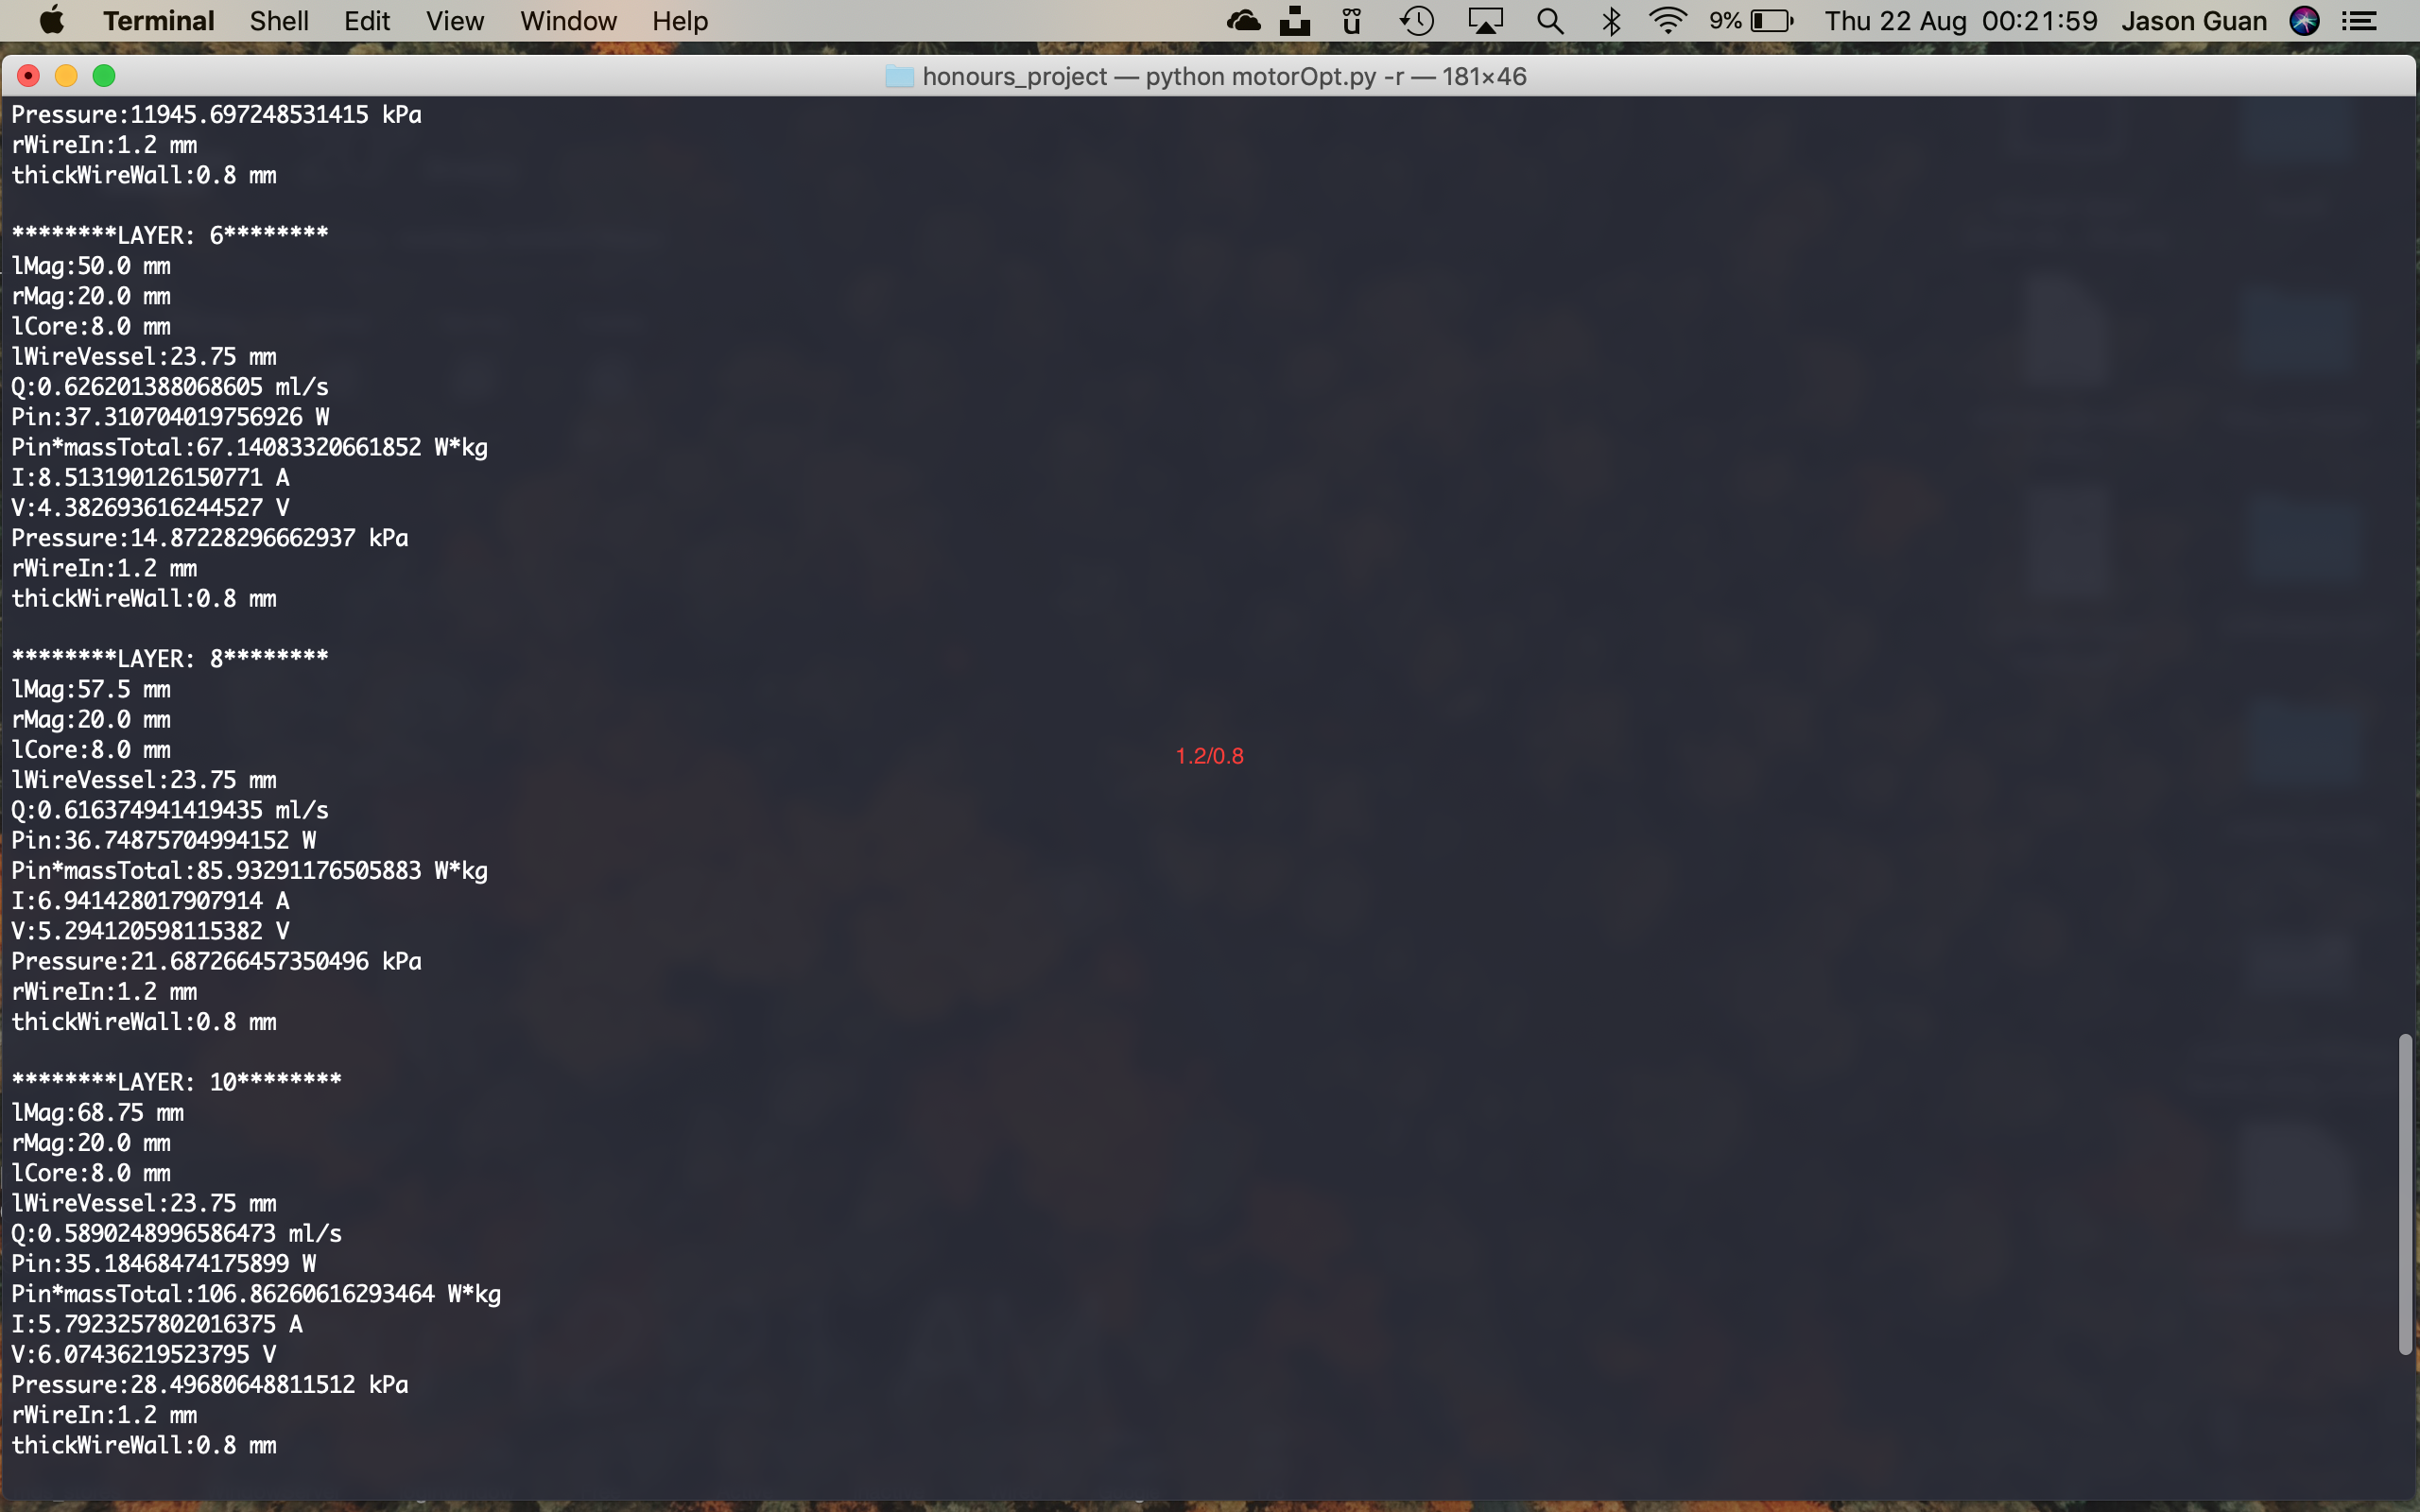 Terminal Shell Edit View Window Help 9% Thu 22 Aug 00:21:59 Jason Guan
honours_project — python motorOpt.py -r — 181×46
Pressure:11945.697248531415 kPa
rWireIn:1.2 mm
thickWireWall:0.8 mm
********LAYER: 6********
lMag:50.0 mm
rMag:20.0 mm
lCore:8.0 mm
lWireVessel:23.75 mm
Q:0.626201388068605 ml/s
Pin:37.310704019756926 W
Pin*massTotal:67.14083320661852 W*kg
I:8.513190126150771 A
V:4.382693616244527 V
Pressure:14.87228296662937 kPa
rWireIn:1.2 mm
thickWireWall:0.8 mm
********LAYER: 8********
lMag:57.5 mm
rMag:20.0 mm
lCore:8.0 mm
1.2/0.8
lWireVessel:23.75 mm
Q:0.616374941419435 ml/s
Pin:36.74875704994152 W
Pin*massTotal:85.93291176505883 W*kg
I:6.941428017907914 A
V:5.294120598115382 V
Pressure:21.687266457350496 kPa
rWireIn:1.2 mm
thickWireWall:0.8 mm
********LAYER: 10********
lMag:68.75 mm
rMag:20.0 mm
lCore:8.0 mm
lWireVessel:23.75 mm
Q:0.5890248996586473 ml/s
Pin:35.18468474175899 W
Pin*massTotal:106.86260616293464 W*kg
I:5.7923257802016375 A
V:6.07436219523795 V
Pressure:28.49680648811512 kPa
rWireIn:1.2 mm
thickWireWall:0.8 mm